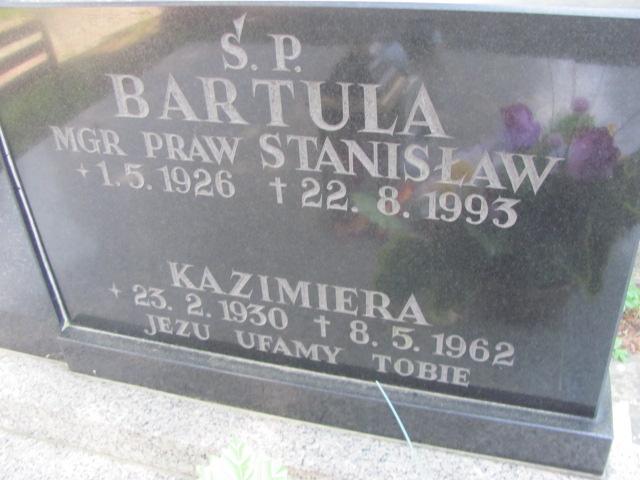 Ś. P.
BARTULA
MGR PRAW STANISŁAW
+ 1. 5. 1926 † 22. 8. 1993
KAZIMIERA
+ 23. 2. 1930 † 8. 5. 1962
JEZU UFAMY TOBIE